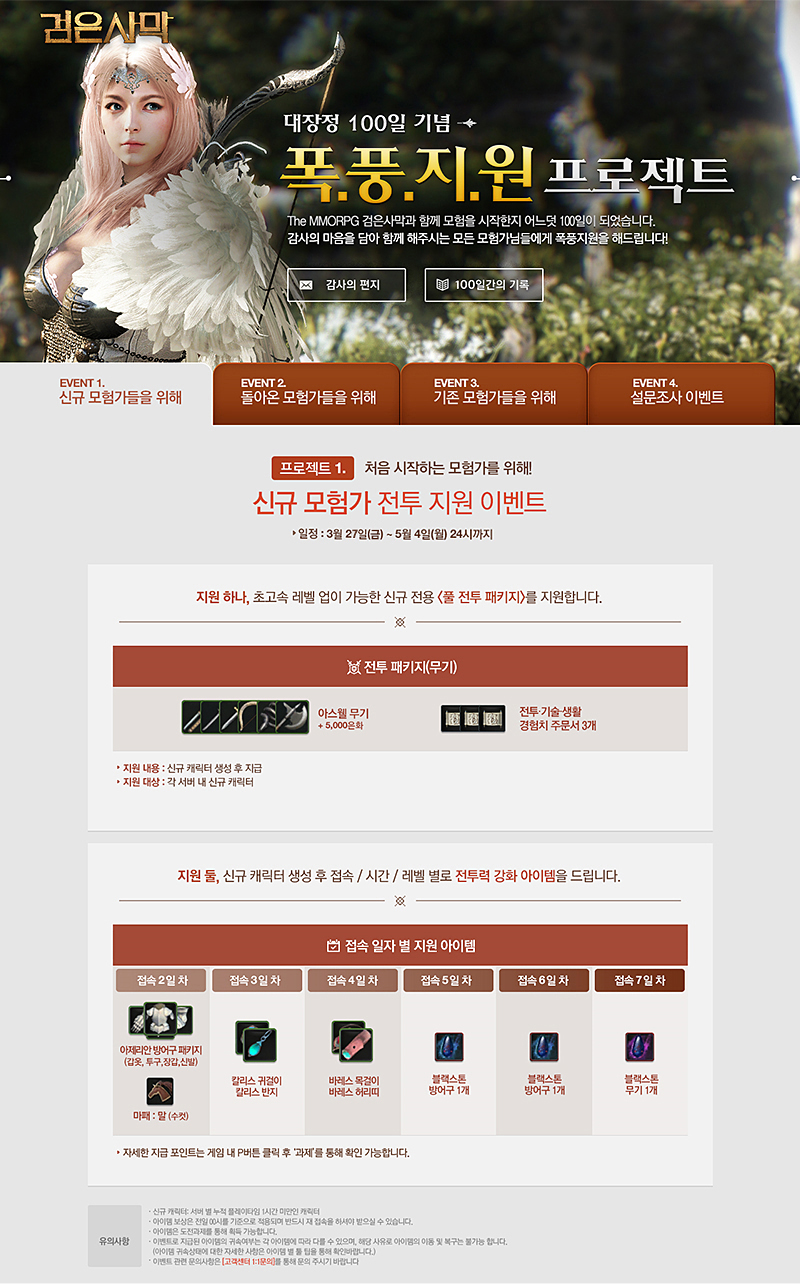 검은사막
대장정 100일 기념
폭.풍.지.원 프로젝트
The MMORPG 검은사막과 함께 모험을 시작한지 어느덧 100일이 되었습니다.
감사의 마음을 담아 함께 해주시는 모든 모험가님들에게 폭풍지원을 해드립니다!
감사의 편지
100일간의 기록
EVENT 1.
신규 모험가들을 위해
EVENT 2.
돌아온 모험가들을 위해
EVENT 3.
기존 모험가들을 위해
EVENT 4.
설문조사 이벤트
프로젝트 1. 처음 시작하는 모험가를 위해!
신규 모험가 전투 지원 이벤트
일정 : 3월 27일(금) ~ 5월 4일(월) 24시까지
지원 하나, 초고속 레벨 업이 가능한 신규 전용 <풀 전투 패키지>를 지원합니다.
전투 패키지(무기)
아스웰 무기
+ 5,000은화
전투·기술·생활
경험치 주문서 3개
지원 내용 : 신규 캐릭터 생성 후 지급
지원 대상 : 각 서버 내 신규 캐릭터
지원 둘, 신규 캐릭터 생성 후 접속 / 시간 / 레벨 별로 전투력 강화 아이템을 드립니다.
접속 일자 별 지원 아이템
접속 2일 차
접속 3일 차
접속 4일 차
접속 5일 차
접속 6일 차
접속 7일 차
아제리안 방어구 패키지
(갑옷, 투구,장갑,신발)
마패 : 말 (수컷)
칼리스 귀걸이
칼리스 반지
바레스 목걸이
바레스 허리띠
블랙스톤
방어구 1개
블랙스톤
방어구 1개
블랙스톤
무기 1개
자세한 지급 포인트는 게임 내 P버튼 클릭 후 '과제'를 통해 확인 가능합니다.
유의사항
· 신규 캐릭터: 서버 별 누적 플레이타임 1시간 미만인 캐릭터
· 아이템 보상은 전일 00시를 기준으로 적용되며 반드시 재 접속을 하셔야 받으실 수 있습니다.
· 아이템은 도전과제를 통해 획득 가능합니다.
· 이벤트로 지급된 아이템의 귀속여부는 각 아이템에 따라 다를 수 있으며, 해당 사유로 아이템의 이동 및 복구는 불가능 합니다.
(아이템 귀속상태에 대한 자세한 사항은 아이템 별 툴 팁을 통해 확인바랍니다.)
· 이벤트 관련 문의사항은 [고객센터 1:1문의]를 통해 문의 주시기 바랍니다